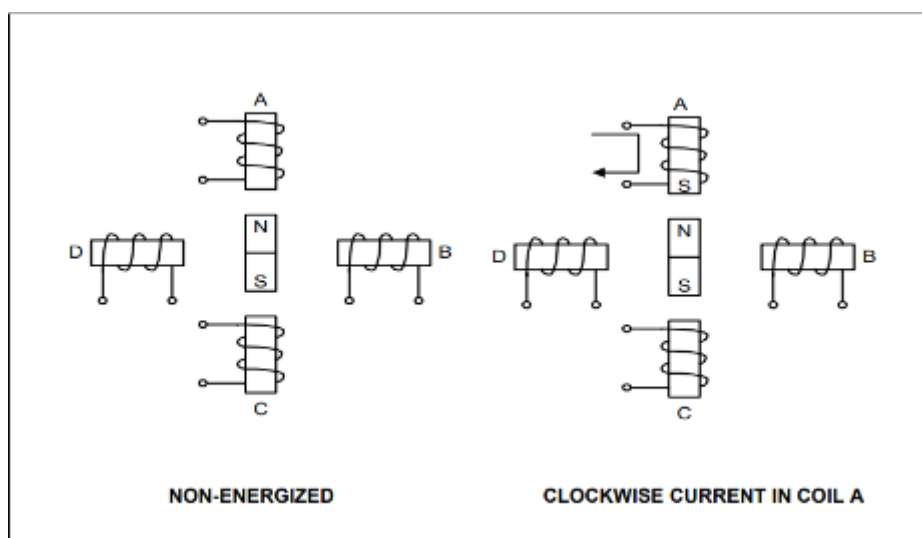 A
N
S
D
B
C
NON-ENERGIZED
A
S
N
S
D
B
C
CLOCKWISE CURRENT IN COIL A